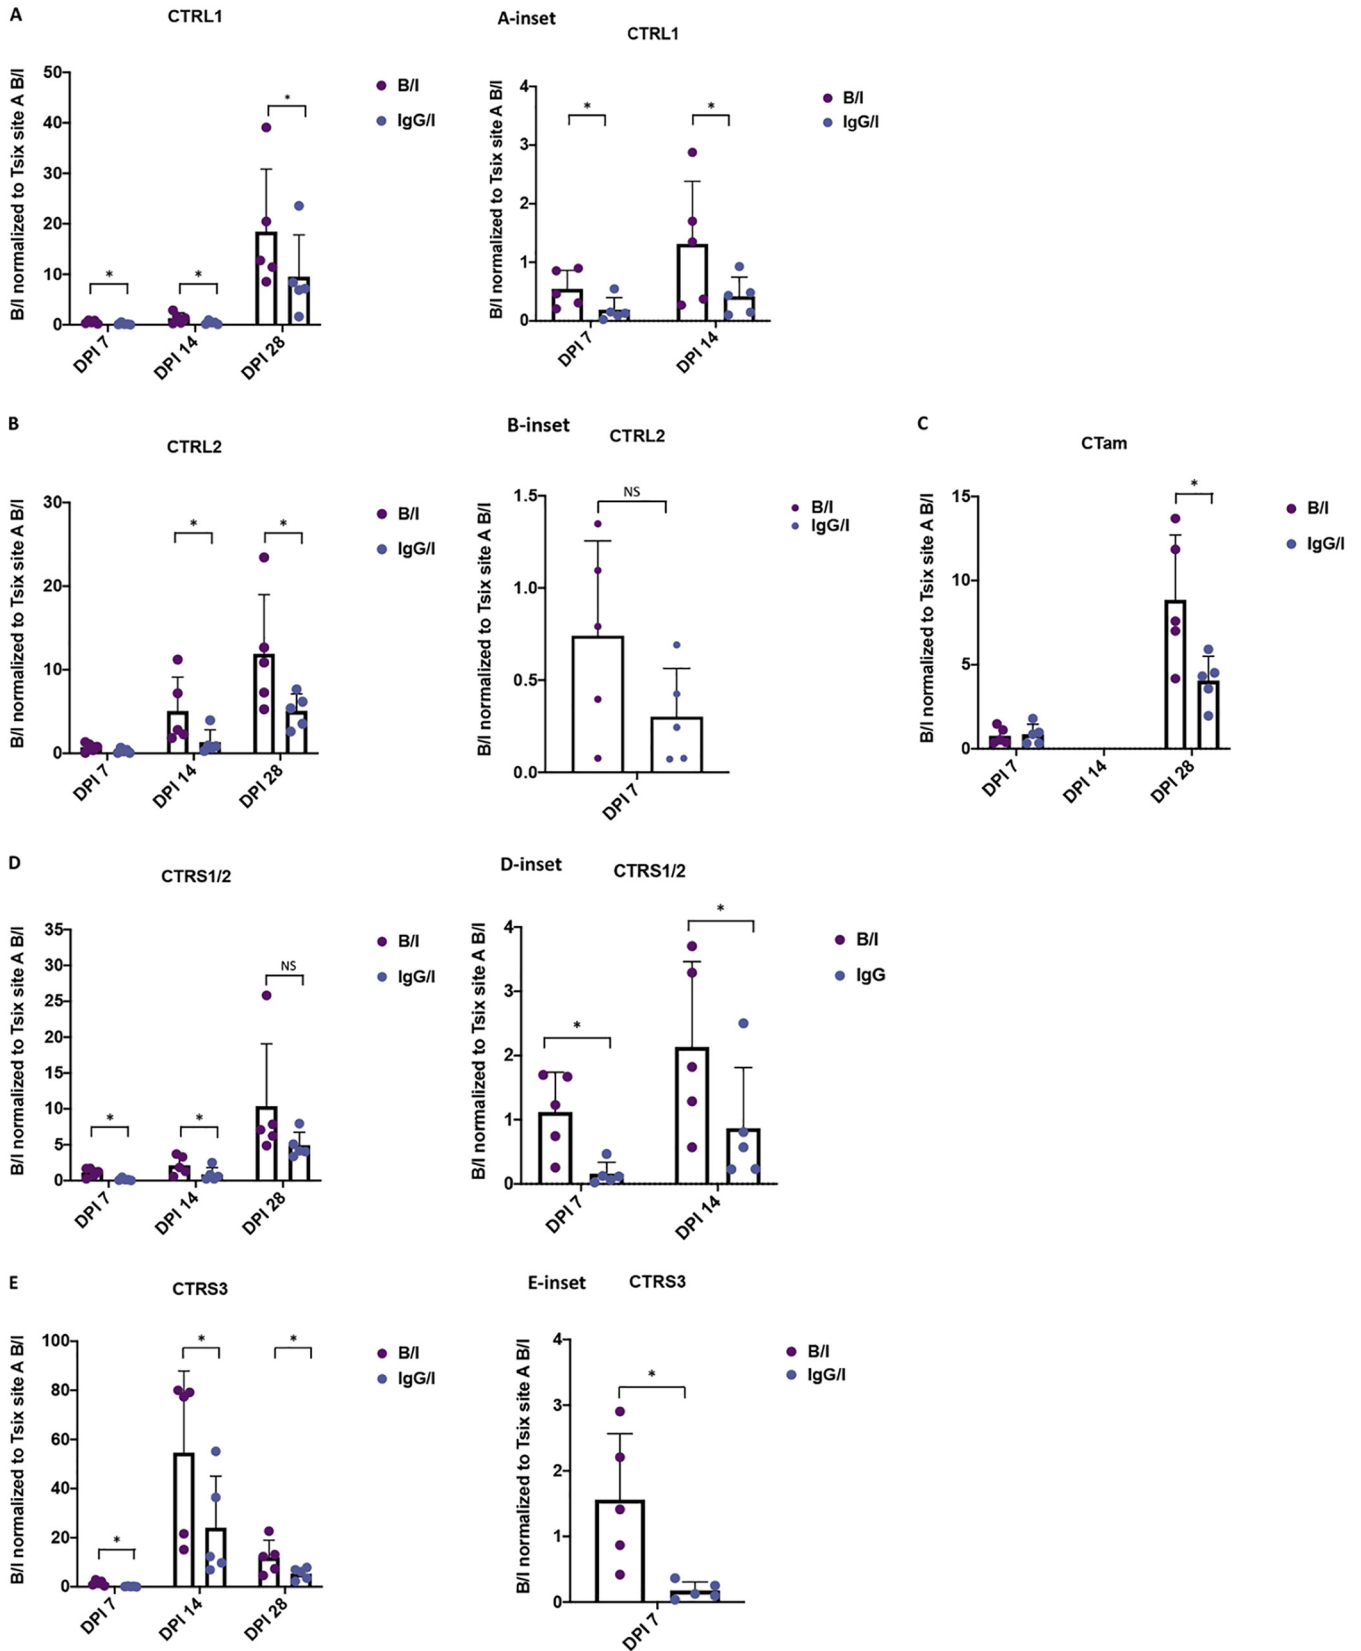 A
CTRL1
B/I normalized to Tsix site A B/I
50
40
30
20
10
0
*
*
*
DPI 7
DPI 14
DPI 28
B/I
IgG/I
A-inset
CTRL1
B/I normalized to Tsix site A B/I
4
3
2
1
0
*
*
DPI 7
DPI 14
B/I
IgG/I
B
CTRL2
B/I normalized to Tsix site A B/I
30
20
10
0
*
*
DPI 7
DPI 14
DPI 28
B/I
IgG/I
B-inset
CTRL2
B/I normalized to Tsix site A B/I
1.5
1.0
0.5
0.0
NS
DPI 7
B/I
IgG/I
C
CTam
B/I normalized to Tsix site A B/I
15
10
5
0
*
DPI 7
DPI 14
DPI 28
B/I
IgG/I
D
CTRS1/2
B/I normalized to Tsix site A B/I
35
30
25
20
15
10
5
0
*
*
NS
DPI 7
DPI 14
DPI 28
B/I
IgG/I
D-inset
CTRS1/2
B/I normalized to Tsix site A B/I
4
3
2
1
0
*
*
DPI 7
DPI 14
B/I
IgG
E
CTRS3
B/I normalized to Tsix site A B/I
100
80
60
40
20
0
*
*
*
DPI 7
DPI 14
DPI 28
B/I
IgG/I
E-inset
CTRS3
B/I normalized to Tsix site A B/I
4
3
2
1
0
*
DPI 7
B/I
IgG/I